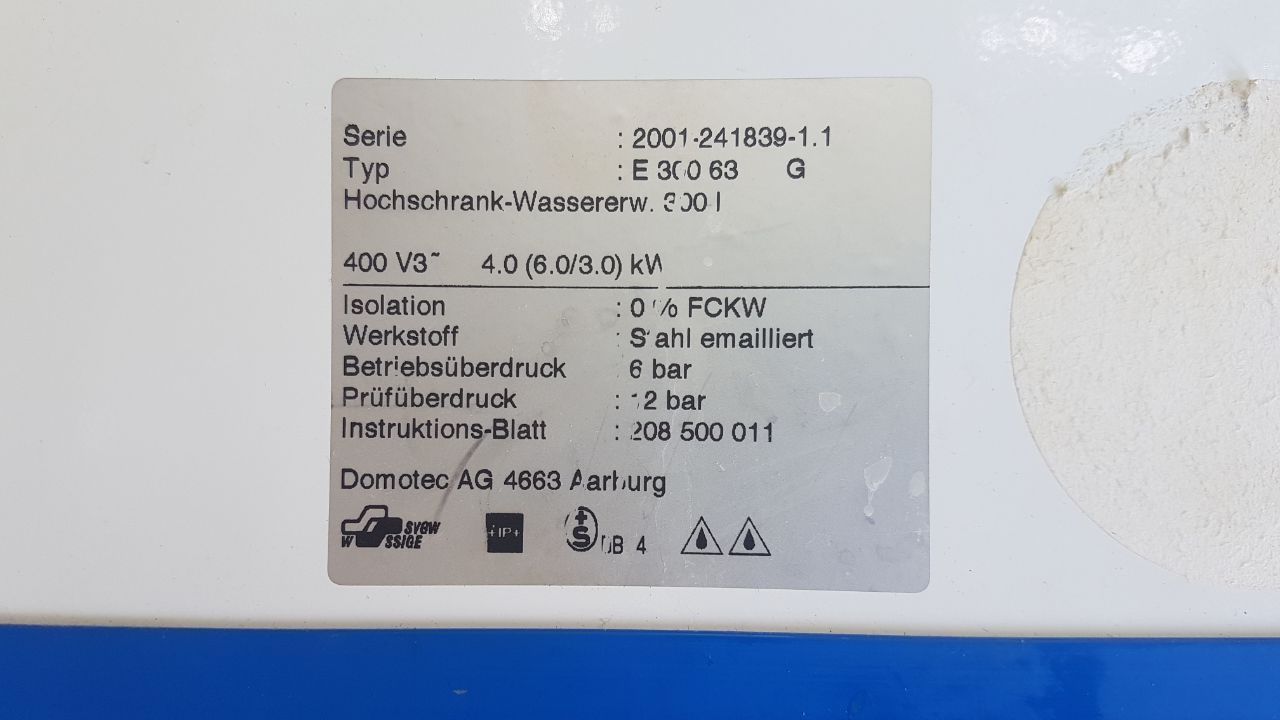 Serie : 2001-241839-1.1
Typ : E 300 63 G
Hochschrank-Wassererw. 300 l
400 V3~ 4.0 (6.0/3.0) kW
Isolation : 0 % FCKW
Werkstoff : Stahl emailliert
Betriebsüberdruck : 6 bar
Prüfüberdruck : 12 bar
Instruktions-Blatt : 208 500 011
Domotec AG 4663 Aarburg
SVGW
W SSIGE
+IP+
+S
4